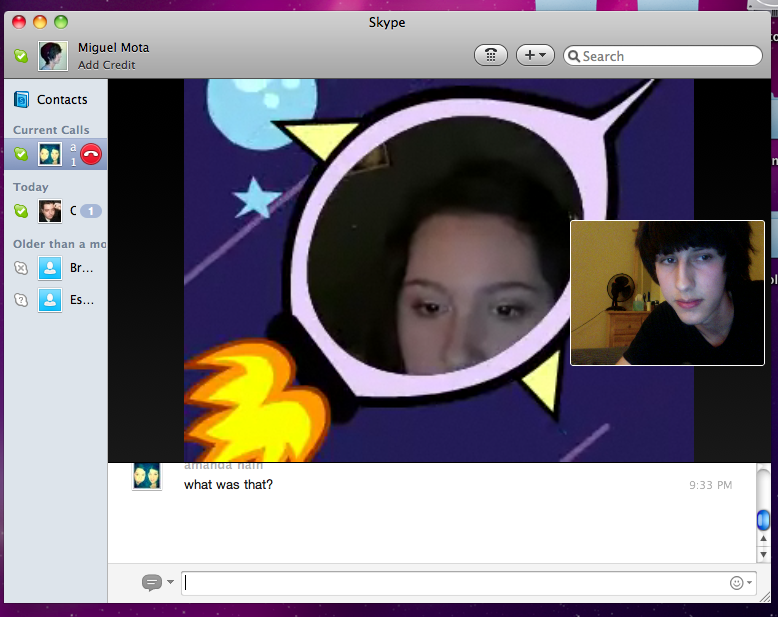 Skype
Miguel Mota
Add Credit
Search
Contacts
Current Calls
a
1
Today
C
1
Older than a mo
Br...
Es...
amanda nain
what was that?
9:33 PM